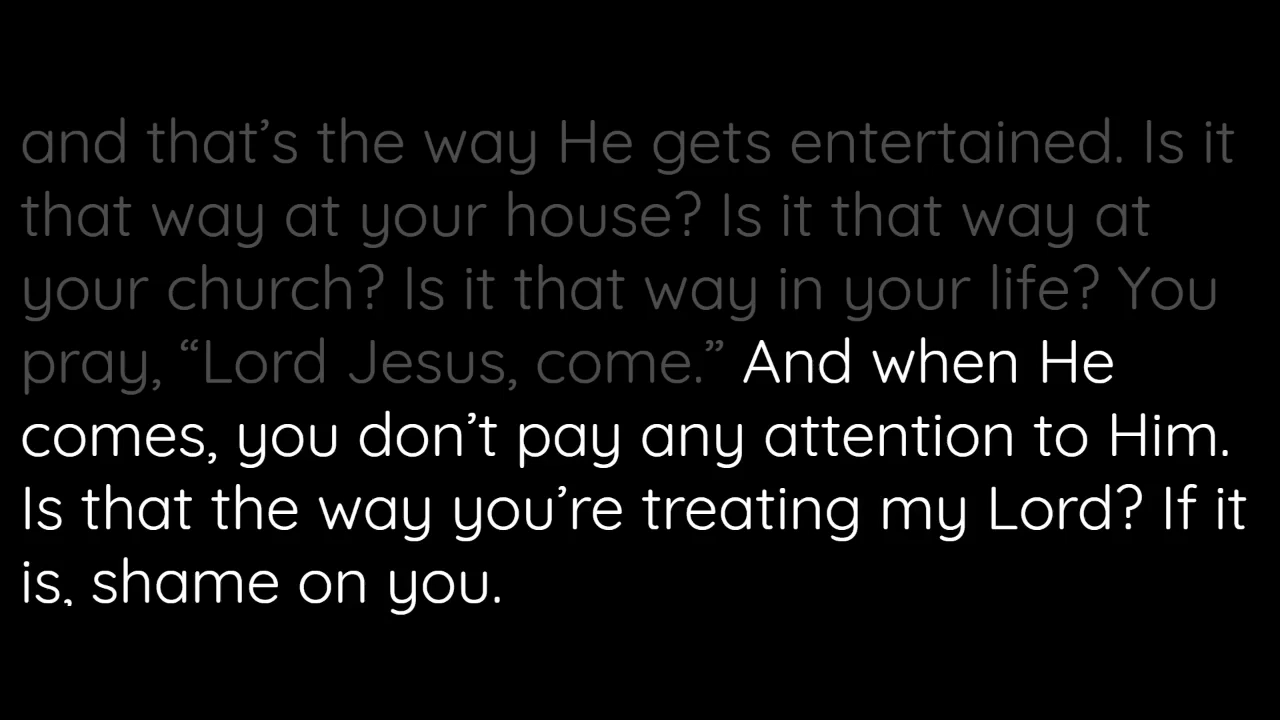 and that’s the way He gets entertained. Is it
that way at your house? Is it that way at
your church? Is it that way in your life? You
pray, “Lord Jesus, come.” And when He
comes, you don’t pay any attention to Him.
Is that the way you’re treating my Lord? If it
is, shame on you.